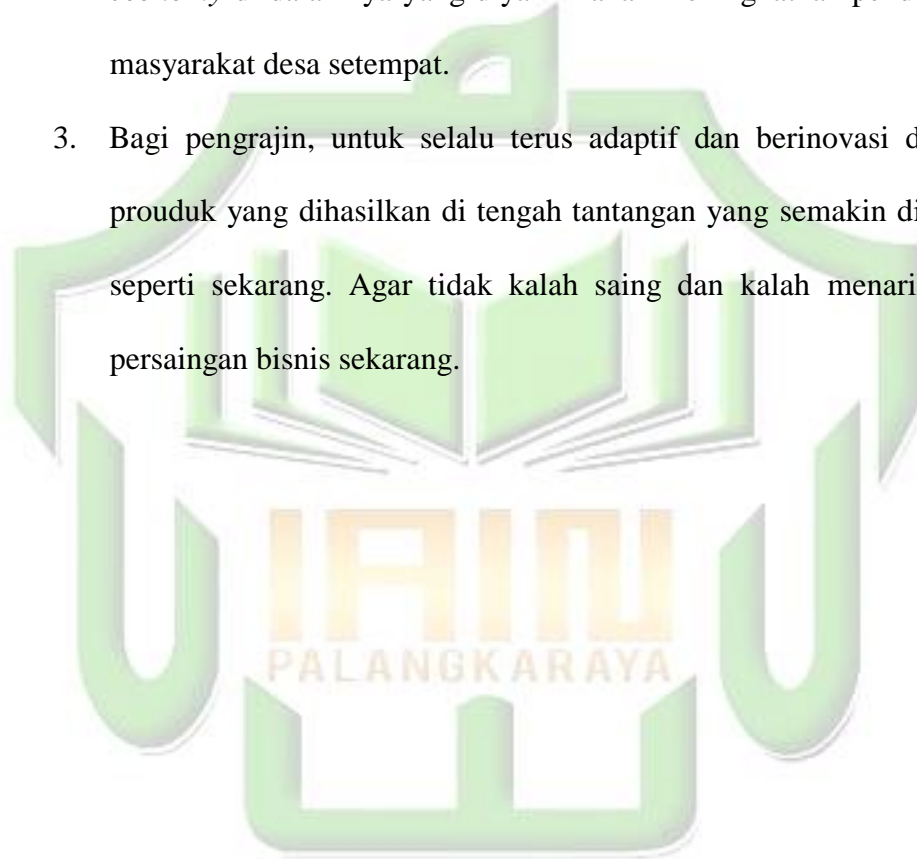 masyarakat desa setempat.
3. Bagi pengrajin, untuk selalu terus adaptif dan berinovasi d
prouduk yang dihasilkan di tengah tantangan yang semakin di
seperti sekarang. Agar tidak kalah saing dan kalah menari
persaingan bisnis sekarang.
IAIN
PALANGKARAYA